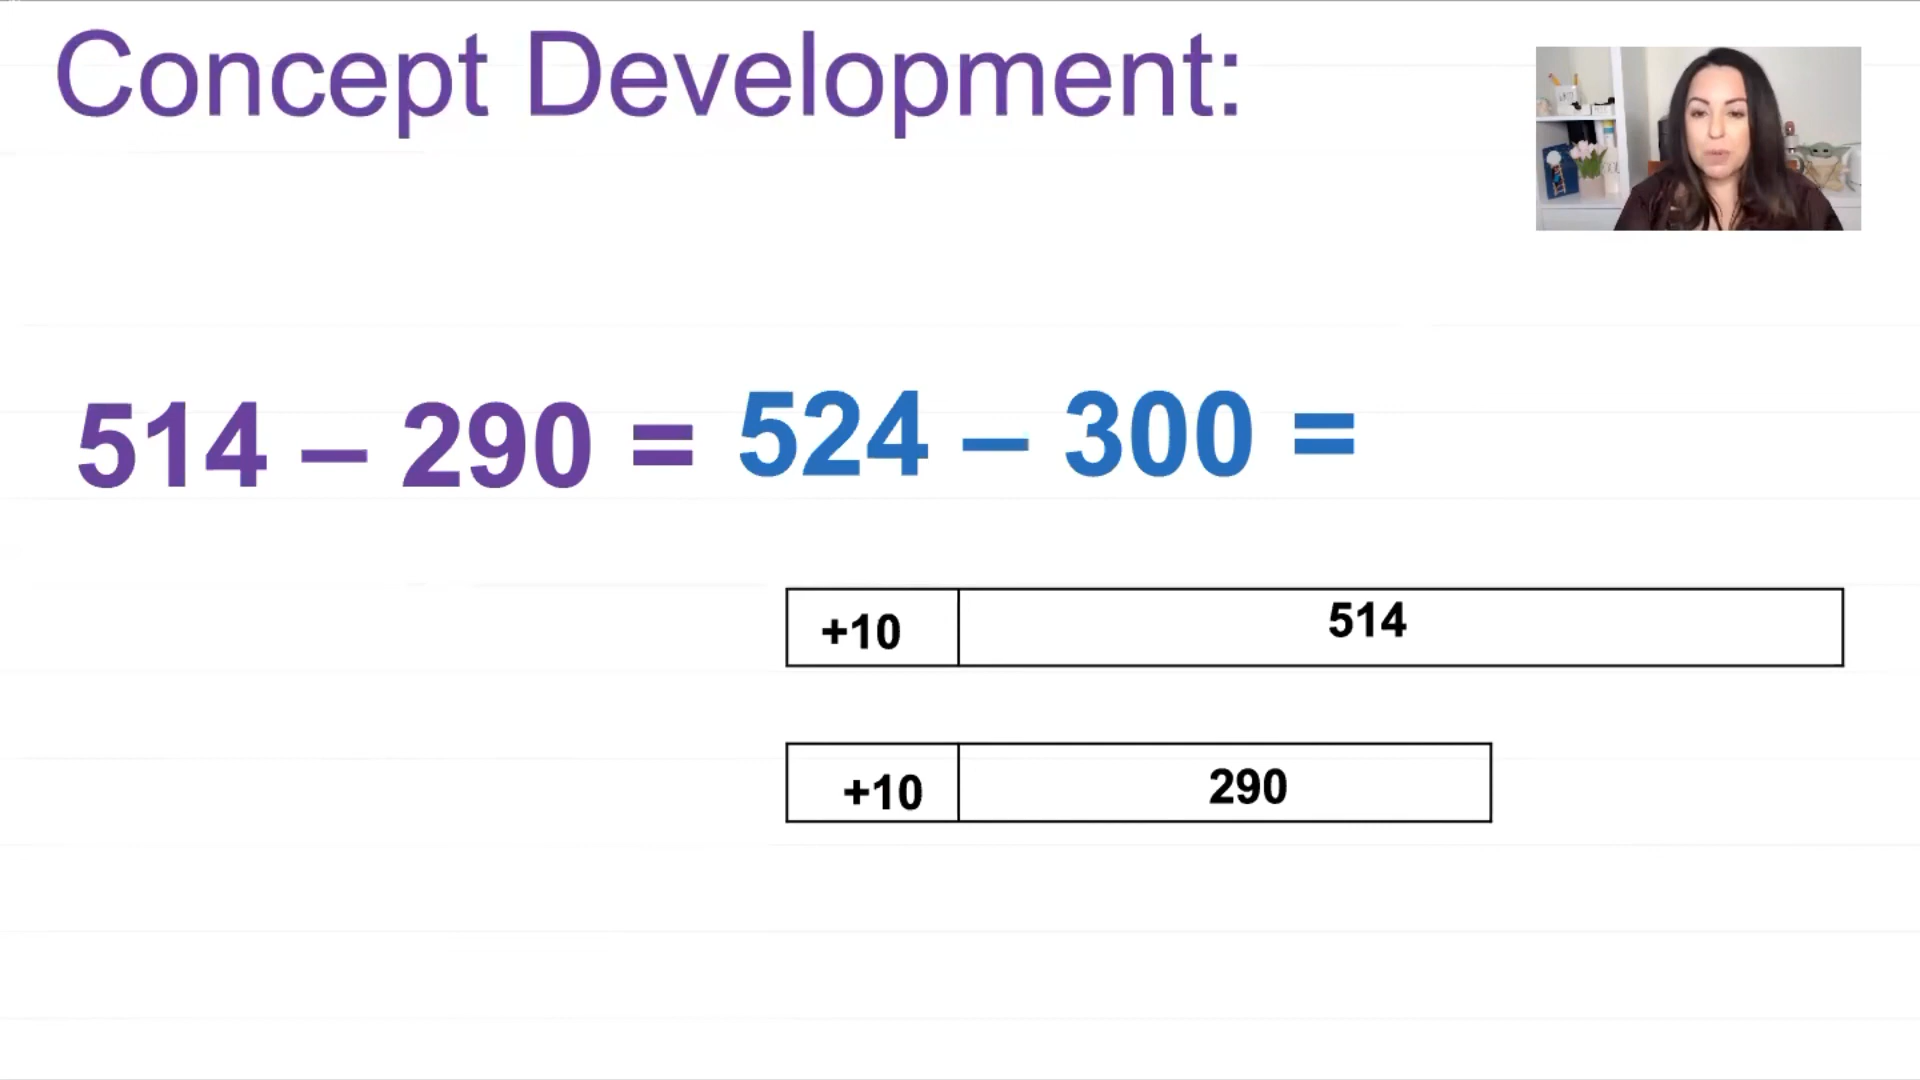 Concept Development:
514 – 290 = 524 – 300 =
+10 514
+10 290